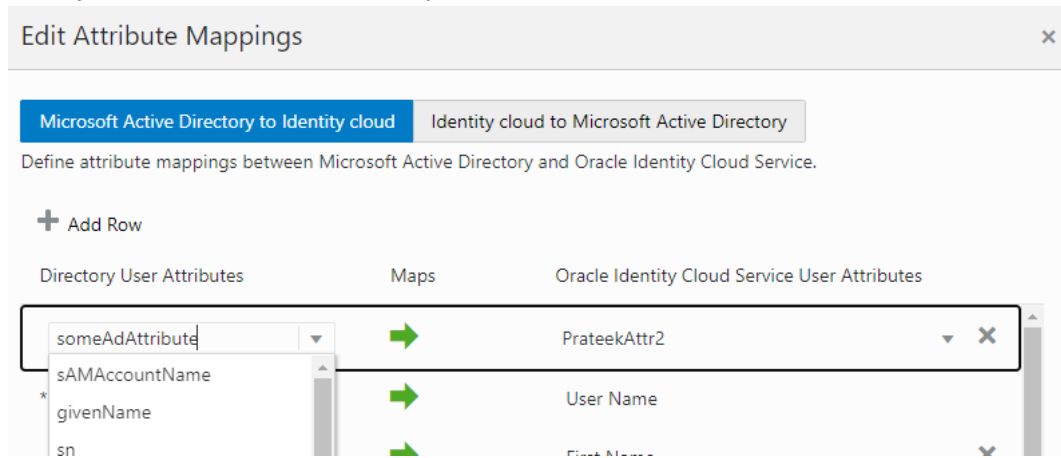 Edit Attribute Mappings ×
Microsoft Active Directory to Identity cloud Identity cloud to Microsoft Active Directory
Define attribute mappings between Microsoft Active Directory and Oracle Identity Cloud Service.
+ Add Row
Directory User Attributes Maps Oracle Identity Cloud Service User Attributes
someAdAttribute PrateekAttr2
sAMAccountName
* User Name
givenName
sn First Name